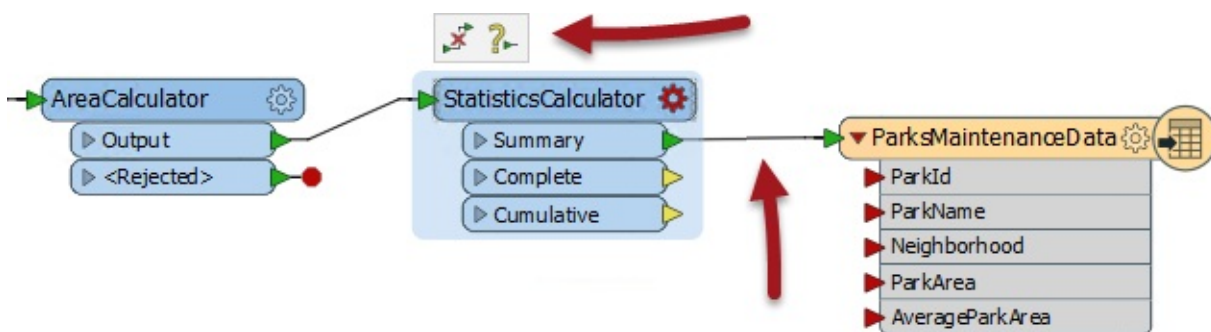 AreaCalculator
Output
<Rejected>
StatisticsCalculator
Summary
Complete
Cumulative
ParksMaintenanceData
ParkId
ParkName
Neighborhood
ParkArea
AverageParkArea